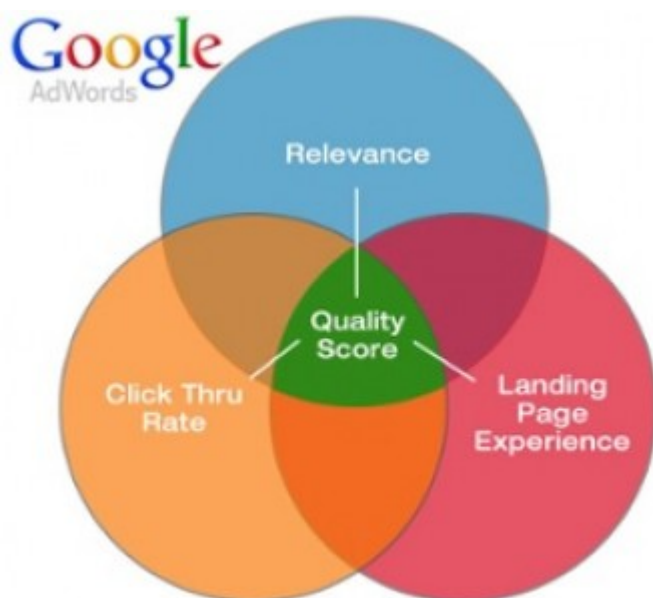 Google
AdWords
Relevance
Quality
Score
Click Thru
Rate
Landing
Page
Experience